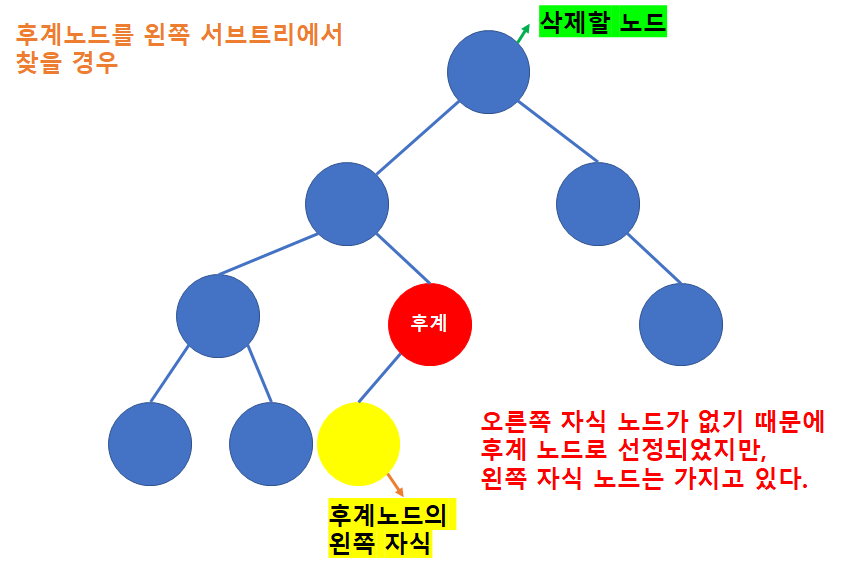 후계노드를 왼쪽 서브트리에서
찾을 경우
삭제할 노드
후계
오른쪽 자식 노드가 없기 때문에
후계 노드로 선정되었지만,
왼쪽 자식 노드는 가지고 있다.
후계노드의
왼쪽 자식